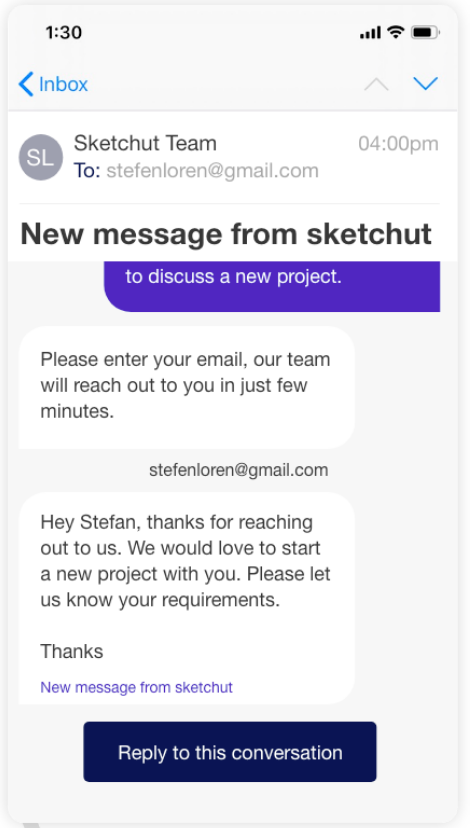 1:30
Inbox
SL
Sketchut Team
04:00pm
To: stefenloren@gmail.com
New message from sketchut
to discuss a new project.
Please enter your email, our team
will reach out to you in just few
minutes.
stefenloren@gmail.com
Hey Stefan, thanks for reaching
out to us. We would love to start
a new project with you. Please let
us know your requirements.
Thanks
New message from sketchut
Reply to this conversation